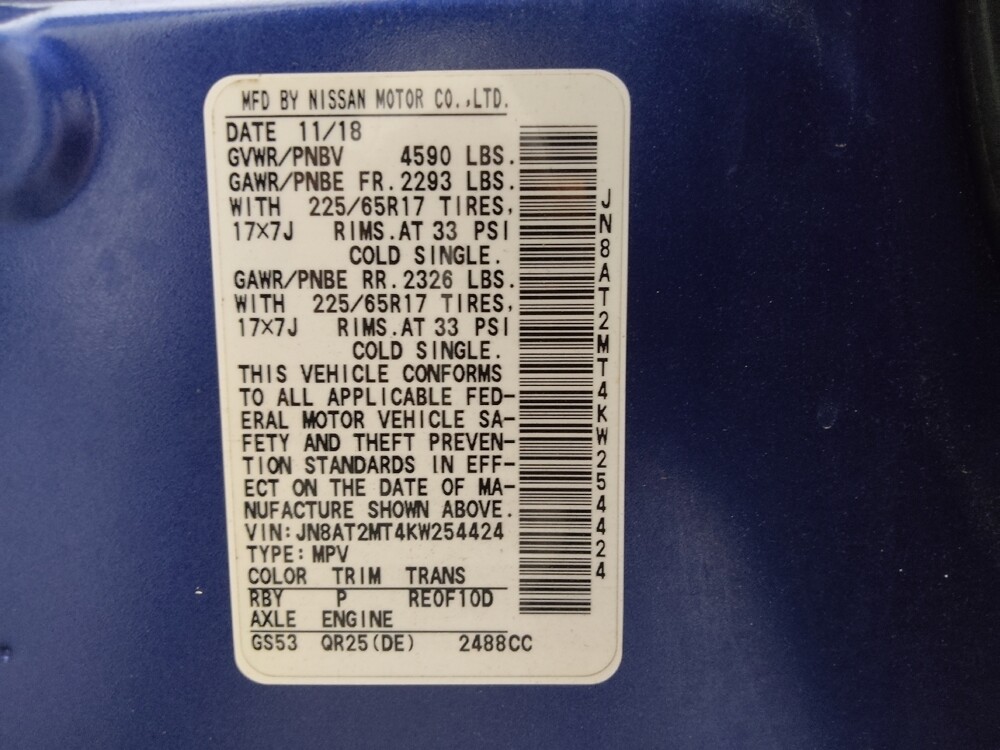 MFD BY NISSAN MOTOR CO.,LTD.
DATE 11/18
GVWR/PNBV 4590 LBS.
GAWR/PNBE FR.2293 LBS.
WITH 225/65R17 TIRES,
17×7J RIMS.AT 33 PSI
COLD SINGLE.
GAWR/PNBE RR.2326 LBS.
WITH 225/65R17 TIRES,
17×7J RIMS.AT 33 PSI
COLD SINGLE.
THIS VEHICLE CONFORMS
TO ALL APPLICABLE FED-
ERAL MOTOR VEHICLE SA-
FETY AND THEFT PREVEN-
TION STANDARDS IN EFF-
ECT ON THE DATE OF MA-
NUFACTURE SHOWN ABOVE.
VIN:JN8AT2MT4KW254424
TYPE:MPV
COLOR TRIM TRANS
RBY P RE0F10D
AXLE ENGINE
GS53 QR25(DE) 2488CC
JN8AT2MT4KW254424